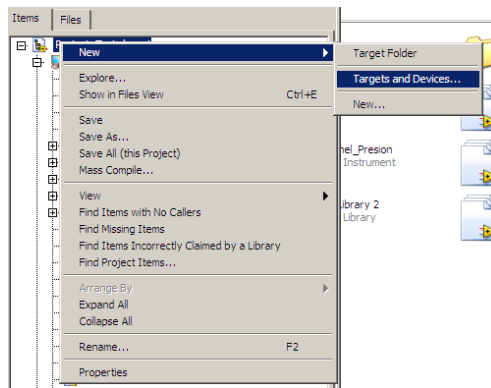 Items Files
New
Explore...
Show in Files View Ctrl+E
Save
Save As...
Save All (this Project)
Mass Compile...
View
Find Items with No Callers
Find Missing Items
Find Items Incorrectly Claimed by a Library
Find Project Items...
Arrange By
Expand All
Collapse All
Rename... F2
Properties
Target Folder
Targets and Devices...
New...
nel_Presion
Instrument
Library 2
Library